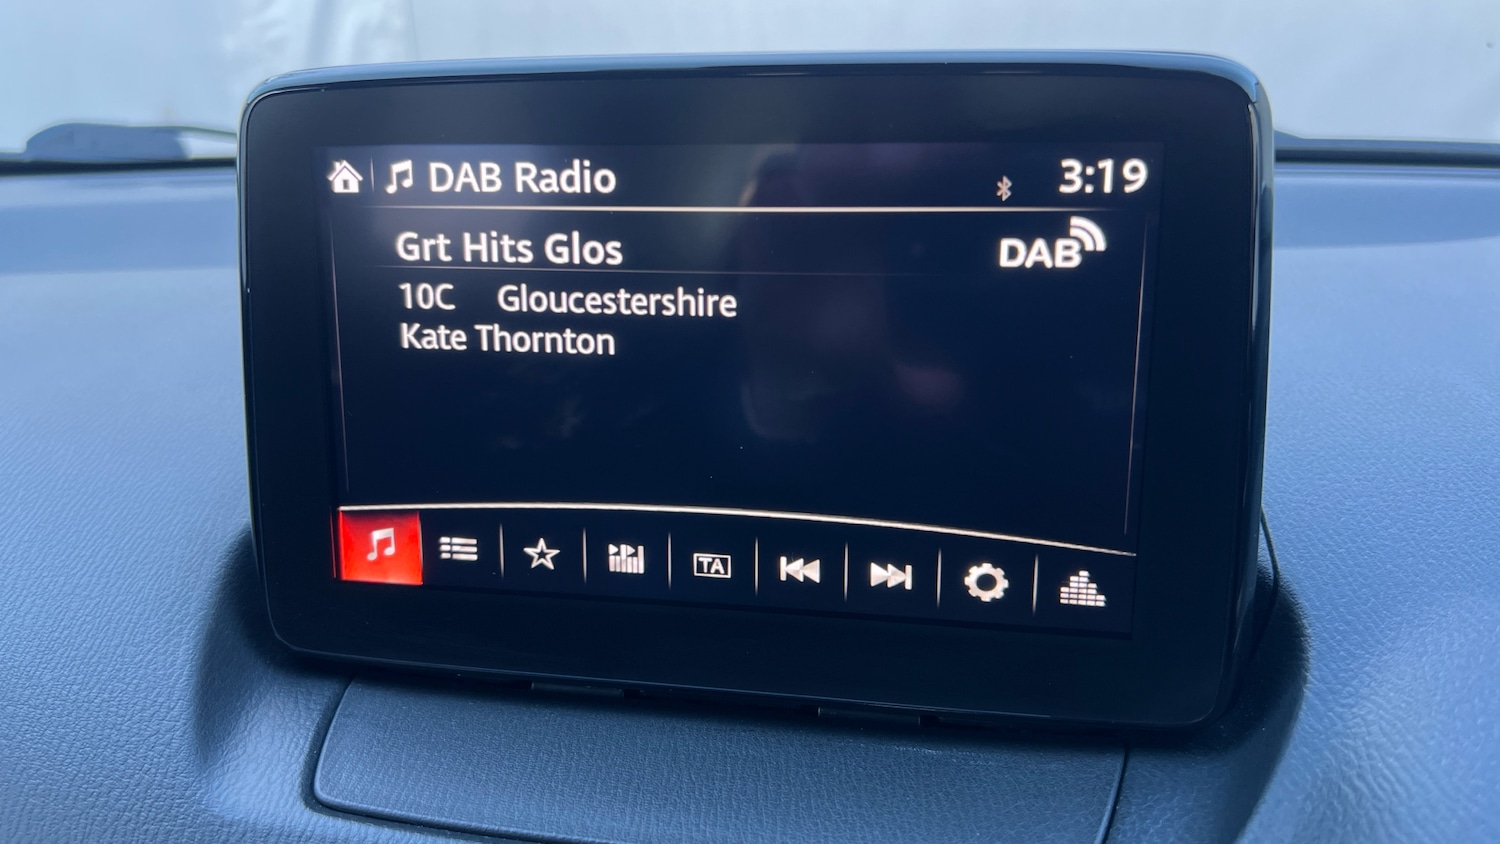 DAB Radio 3:19
Grt Hits Glos DAB
10C Gloucestershire
Kate Thornton
TA